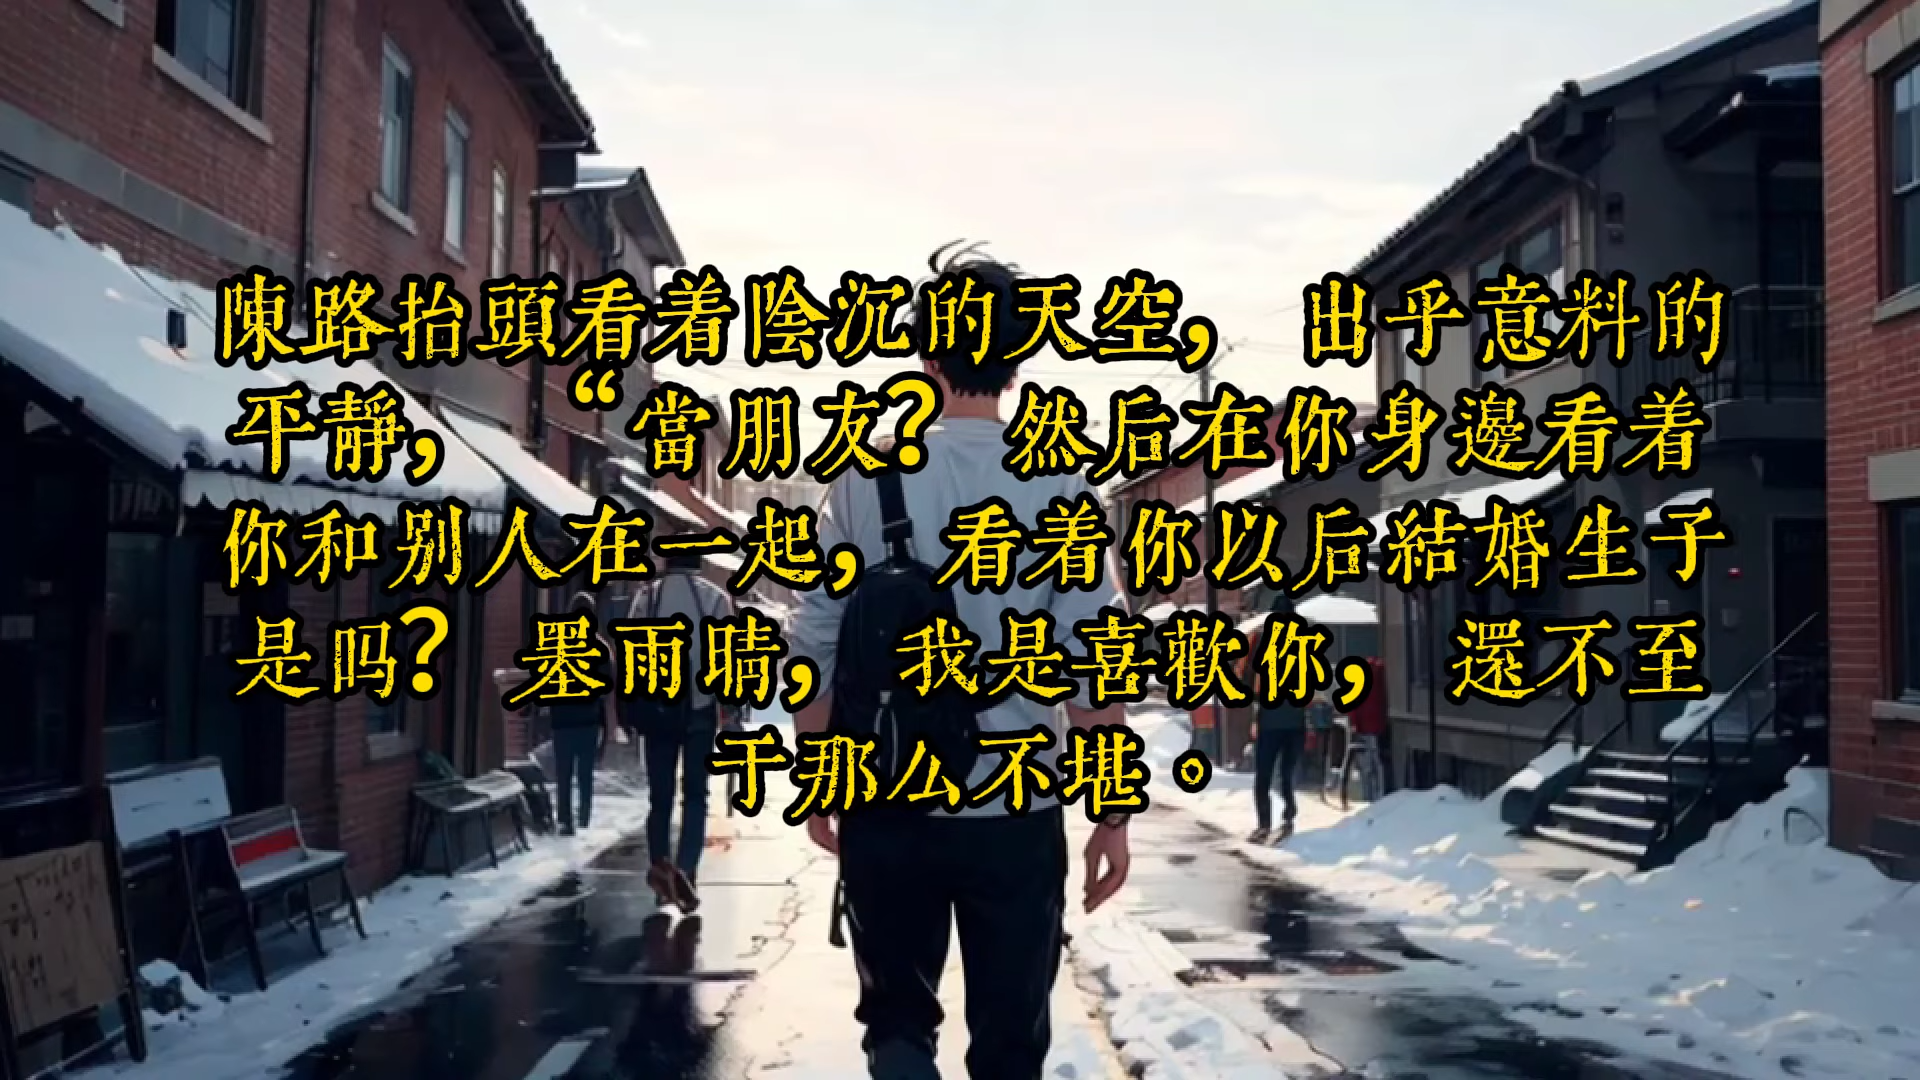 陳路抬頭看着陰沉的天空，出乎意料的
平靜，“當朋友？然后在你身邊看着
你和别人在一起，看着你以后結婚生子
是吗？墨雨晴，我是喜歡你，還不至
于那么不堪。